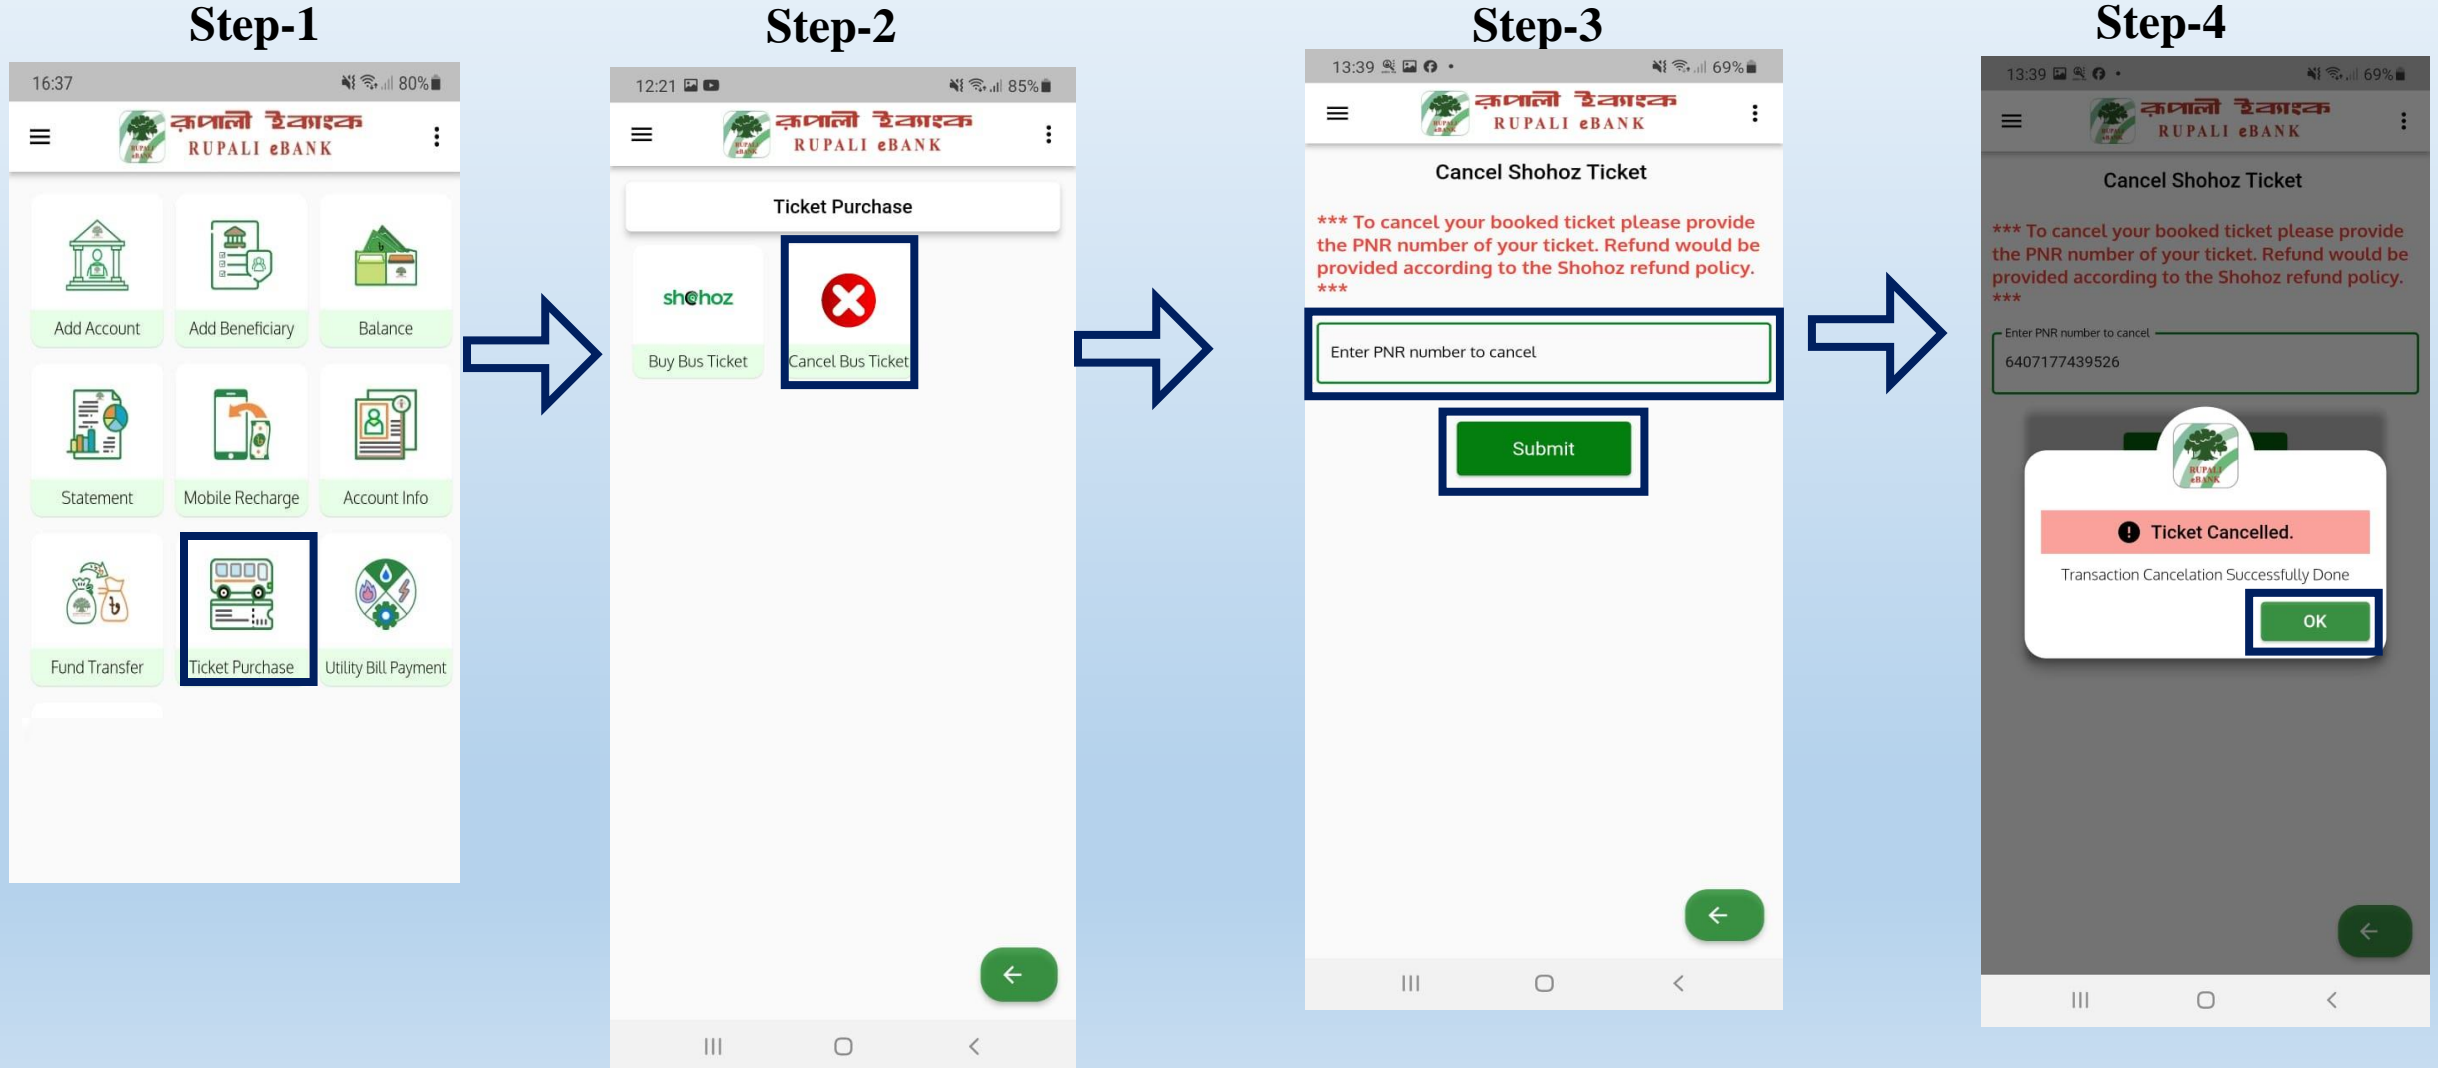 Step-1
16:37
80%
রূপালী ইব্যাংক
RUPALI eBANK
Add Account
Add Beneficiary
Balance
Statement
Mobile Recharge
Account Info
Fund Transfer
Ticket Purchase
Utility Bill Payment
Step-2
12:21
85%
রূপালী ইব্যাংক
RUPALI eBANK
Ticket Purchase
shohoz
Buy Bus Ticket
Cancel Bus Ticket
Step-3
13:39
69%
রূপালী ইব্যাংক
RUPALI eBANK
Cancel Shohoz Ticket
*** To cancel your booked ticket please provide
the PNR number of your ticket. Refund would be
provided according to the Shohoz refund policy.
***
Enter PNR number to cancel
Submit
Step-4
13:39
69%
রূপালী ইব্যাংক
RUPALI eBANK
Cancel Shohoz Ticket
*** To cancel your booked ticket please provide
the PNR number of your ticket. Refund would be
provided according to the Shohoz refund policy.
***
Enter PNR number to cancel
6407177439526
RUPALI
eBANK
Ticket Cancelled.
Transaction Cancelation Successfully Done
OK